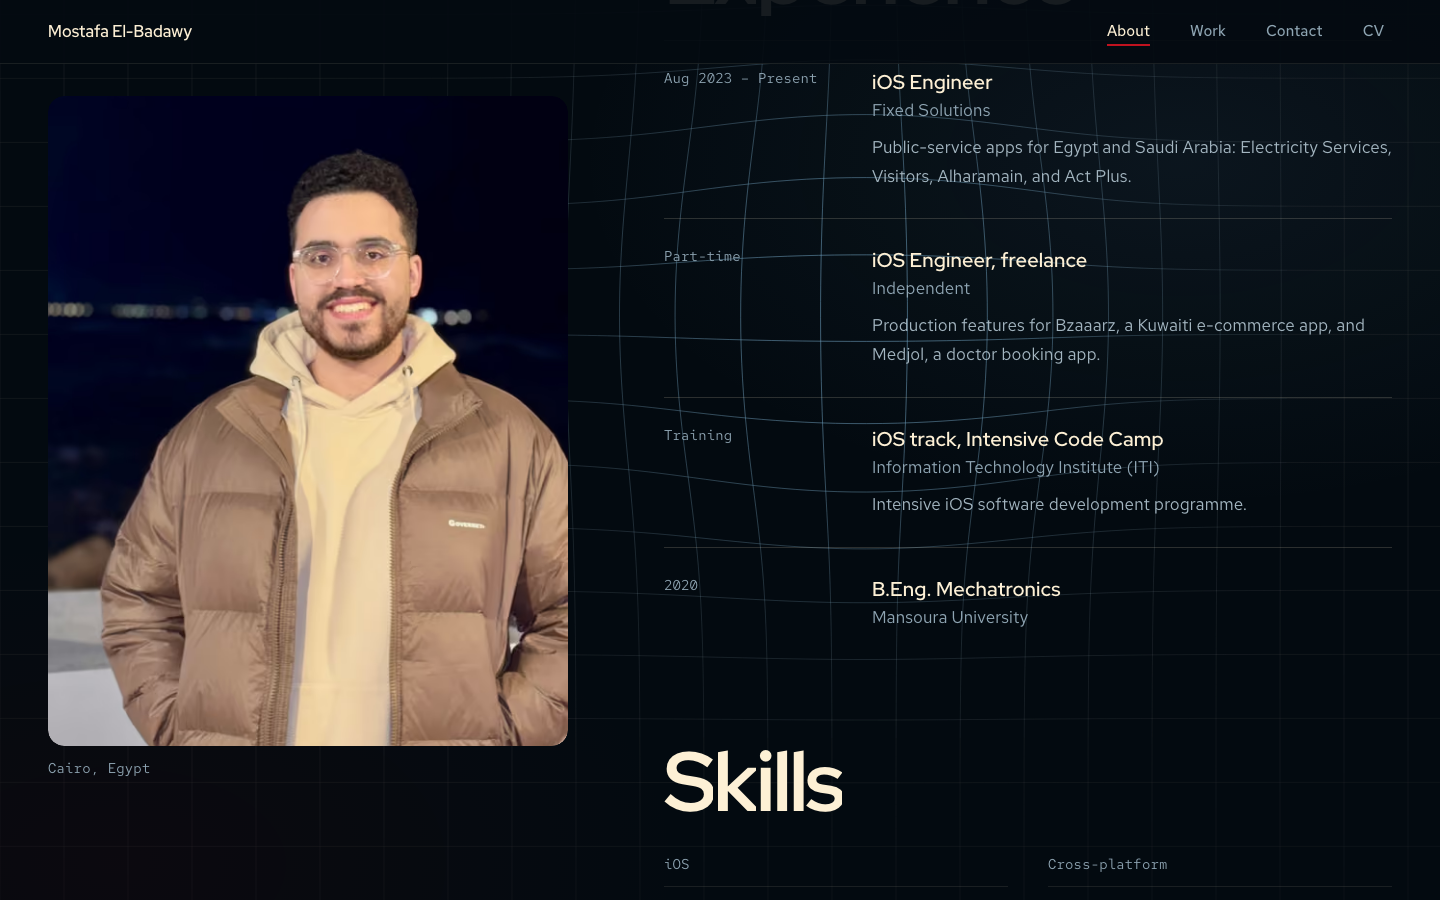 Experience
Mostafa El-Badawy
About
Work
Contact
CV
Aug 2023 – Present
iOS Engineer
Fixed Solutions
Public-service apps for Egypt and Saudi Arabia: Electricity Services,
Visitors, Alharamain, and Act Plus.
Part-time
iOS Engineer, freelance
Independent
Production features for Bzaaarz, a Kuwaiti e-commerce app, and
Medjol, a doctor booking app.
Training
iOS track, Intensive Code Camp
Information Technology Institute (ITI)
Intensive iOS software development programme.
2020
B.Eng. Mechatronics
Mansoura University
Cairo, Egypt
Skills
iOS
Cross-platform